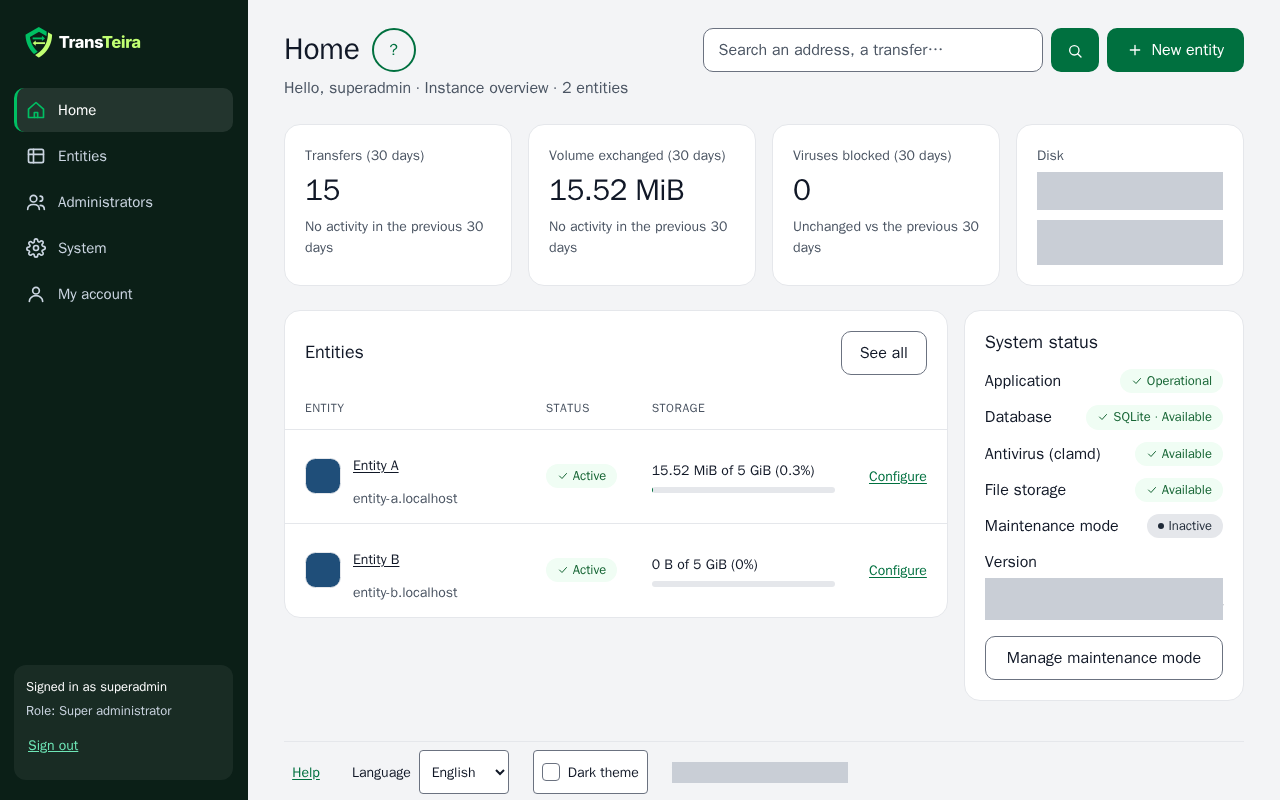 TransTeira
Home
Entities
Administrators
System
My account
Signed in as superadmin
Role: Super administrator
Sign out
Home
?
Search an address, a transfer…
New entity
Hello, superadmin · Instance overview · 2 entities
Transfers (30 days)
15
No activity in the previous 30
days
Volume exchanged (30 days)
15.52 MiB
No activity in the previous 30
days
Viruses blocked (30 days)
0
Unchanged vs the previous 30
days
Disk
Entities
See all
ENTITY STATUS STORAGE
Entity A
entity-a.localhost
Active
15.52 MiB of 5 GiB (0.3%)
Configure
Entity B
entity-b.localhost
Active
0 B of 5 GiB (0%)
Configure
System status
Application Operational
Database SQLite · Available
Antivirus (clamd) Available
File storage Available
Maintenance mode Inactive
Version
Manage maintenance mode
Help
Language English
Dark theme